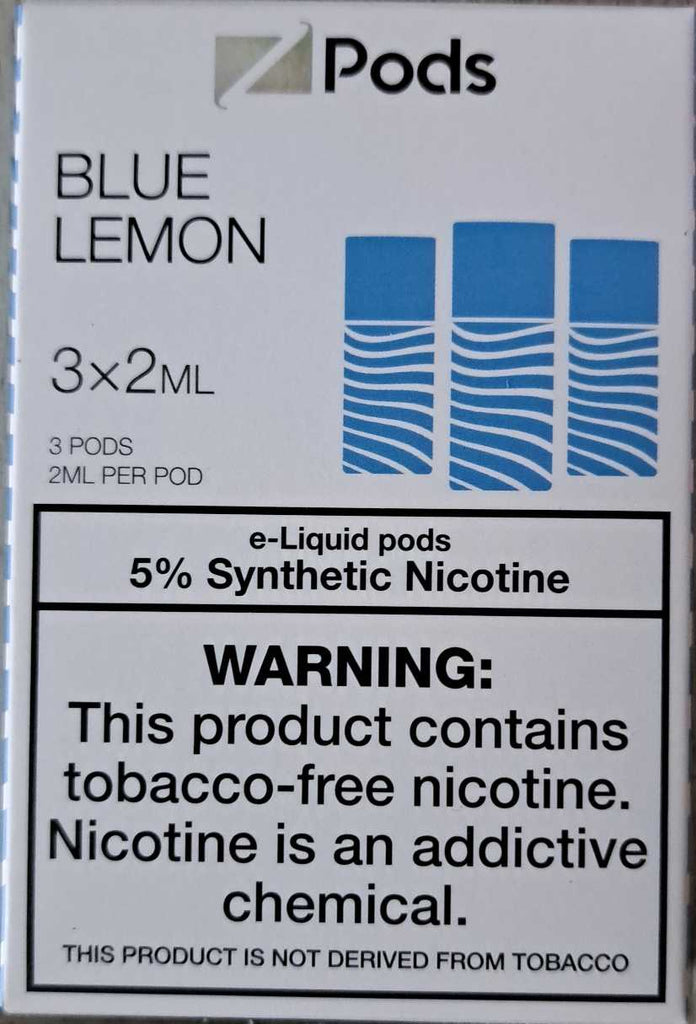 Z Pods
BLUE
LEMON
3×2ML
3 PODS
2ML PER POD
e-Liquid pods
5% Synthetic Nicotine
WARNING:
This product contains
tobacco-free nicotine.
Nicotine is an addictive
chemical.
THIS PRODUCT IS NOT DERIVED FROM TOBACCO